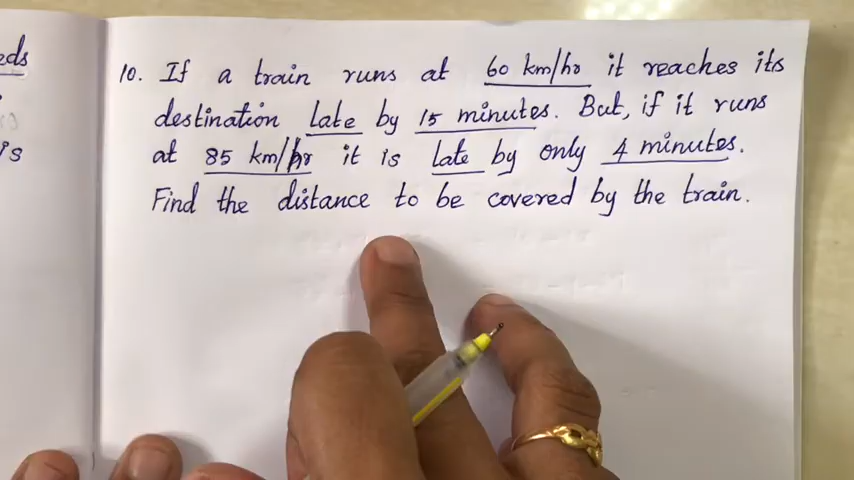 eds
is
10. If a train runs at 60 km/hr it reaches its
destination late by 15 minutes. But, if it runs
at 85 km/hr it is late by only 4 minutes.
Find the distance to be covered by the train.